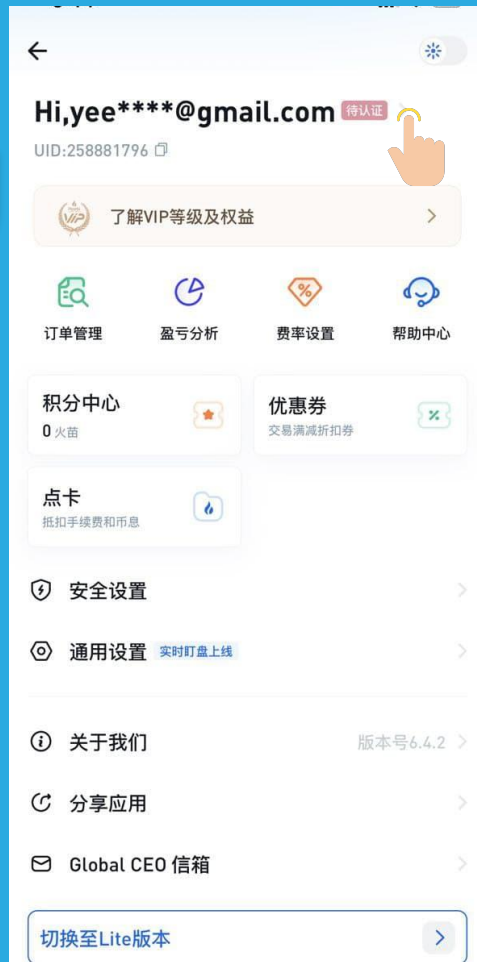 Hi,yee****@gmail.com 待认证
UID:258881796
VIP 了解VIP等级及权益
订单管理 盈亏分析 费率设置 帮助中心
积分中心
0 火苗
优惠券
交易满减折扣券
点卡
抵扣手续费和币息
安全设置
通用设置 实时盯盘上线
关于我们 版本号6.4.2
分享应用
Global CEO 信箱
切换至Lite版本